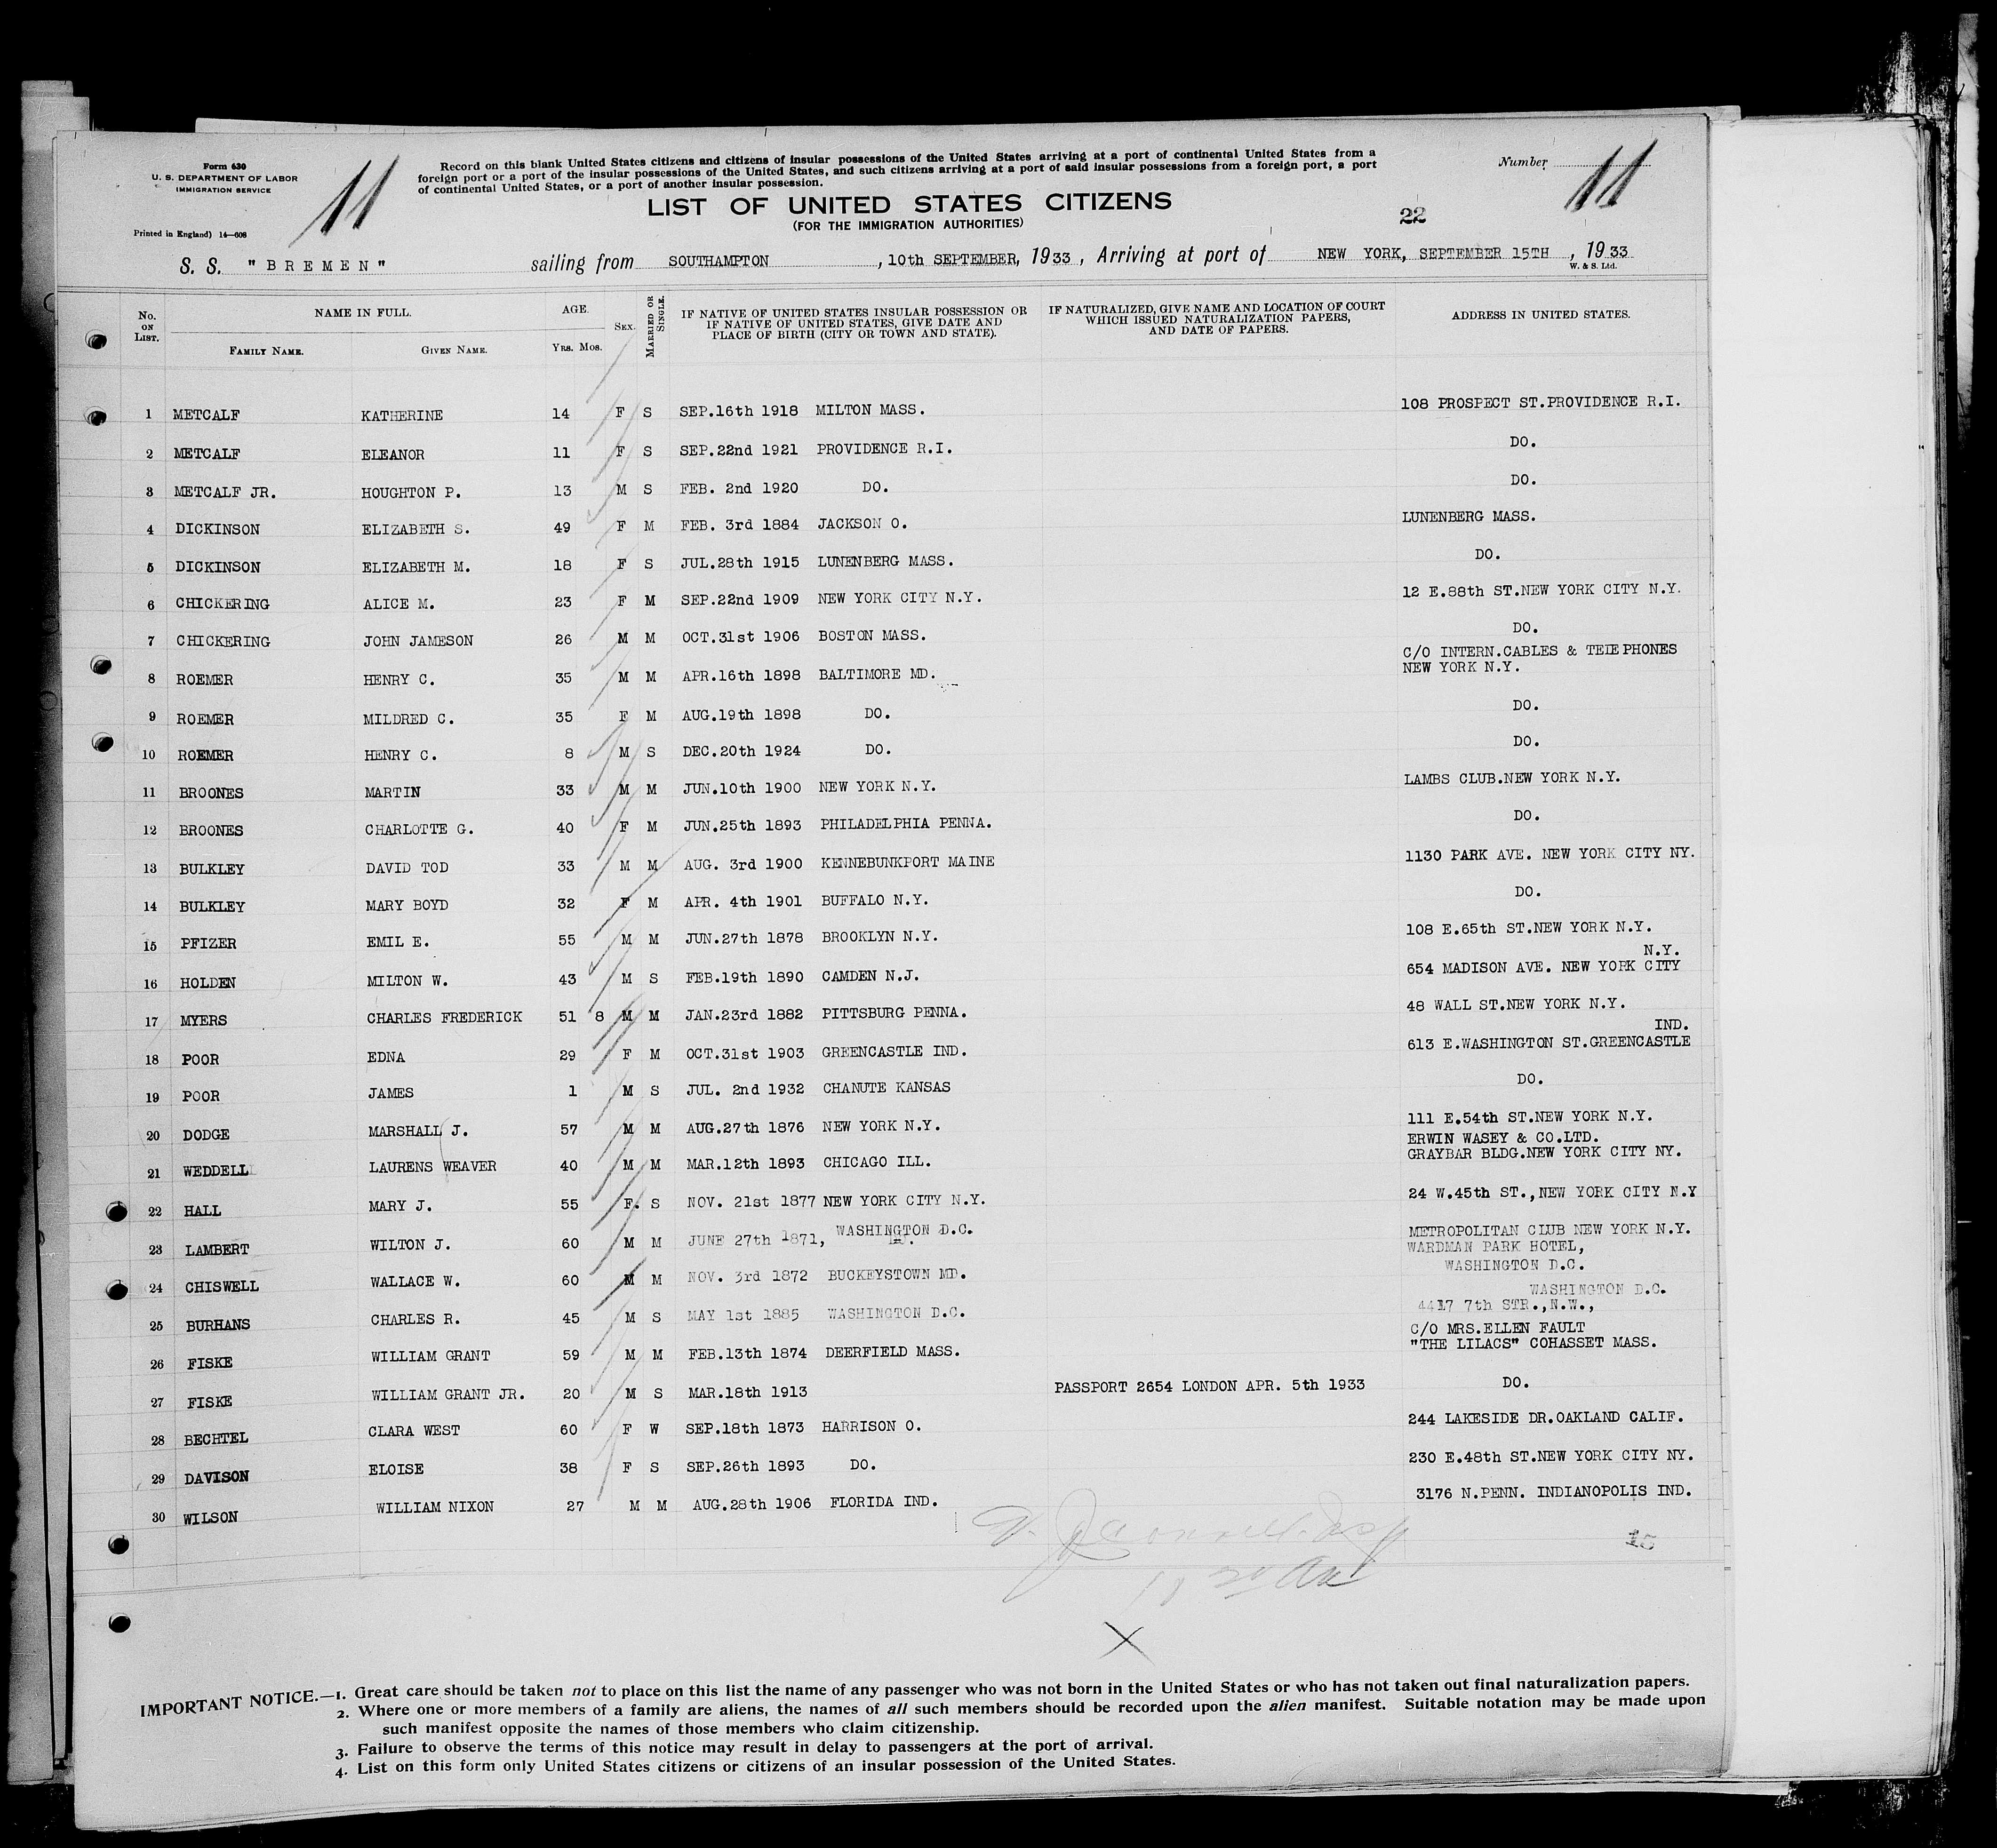 Form 630
U. S. DEPARTMENT OF LABOR
IMMIGRATION SERVICE
Printed in England) 14—608
11
Record on this blank United States citizens and citizens of insular possessions of the United States arriving at a port of continental United States from a
foreign port or a port of the insular possessions of the United States, and such citizens arriving at a port of said insular possessions from a foreign port, a port
of continental United States, or a port of another insular possession.
Number 11
LIST OF UNITED STATES CITIZENS
(FOR THE IMMIGRATION AUTHORITIES)
22
S. S. "BREMEN" sailing from SOUTHAMPTON, 10th SEPTEMBER, 1933, Arriving at port of NEW YORK, SEPTEMBER 15TH, 1933
W. & S. Ltd.
No. ON LIST. NAME IN FULL. FAMILY NAME. GIVEN NAME. AGE. YRS. MOS. SEX. MARRIED OR SINGLE. IF NATIVE OF UNITED STATES INSULAR POSSESSION OR IF NATIVE OF UNITED STATES, GIVE DATE AND PLACE OF BIRTH (CITY OR TOWN AND STATE). IF NATURALIZED, GIVE NAME AND LOCATION OF COURT WHICH ISSUED NATURALIZATION PAPERS, AND DATE OF PAPERS. ADDRESS IN UNITED STATES.
1 METCALF KATHERINE 14 F S SEP.16th 1918 MILTON MASS. 108 PROSPECT ST.PROVIDENCE R.I.
2 METCALF ELEANOR 11 F S SEP.22nd 1921 PROVIDENCE R.I. DO.
3 METCALF JR. HOUGHTON P. 13 M S FEB. 2nd 1920 DO. DO.
4 DICKINSON ELIZABETH S. 49 F M FEB. 3rd 1884 JACKSON O. LUNENBERG MASS.
5 DICKINSON ELIZABETH M. 18 F S JUL.28th 1915 LUNENBERG MASS. DO.
6 CHICKERING ALICE M. 23 F M SEP.22nd 1909 NEW YORK CITY N.Y. 12 E.88th ST.NEW YORK CITY N.Y.
7 CHICKERING JOHN JAMESON 26 M M OCT.31st 1906 BOSTON MASS. DO.
8 ROEMER HENRY C. 35 M M APR.16th 1898 BALTIMORE MD. C/O INTERN.CABLES & TELEPHONES
NEW YORK N.Y.
9 ROEMER MILDRED C. 35 F M AUG.19th 1898 DO. DO.
10 ROEMER HENRY C. 8 M S DEC.20th 1924 DO. DO.
11 BROONES MARTIN 33 M M JUN.10th 1900 NEW YORK N.Y. LAMBS CLUB.NEW YORK N.Y.
12 BROONES CHARLOTTE G. 40 F M JUN.25th 1893 PHILADELPHIA PENNA. DO.
13 BULKLEY DAVID TOD 33 M M AUG. 3rd 1900 KENNEBUNKPORT MAINE 1130 PARK AVE. NEW YORK CITY NY.
14 BULKLEY MARY BOYD 32 F M APR. 4th 1901 BUFFALO N.Y. DO.
15 PFIZER EMIL E. 55 M M JUN.27th 1878 BROOKLYN N.Y. 108 E.65th ST.NEW YORK N.Y.
N.Y.
16 HOLDEN MILTON W. 43 M S FEB.19th 1890 CAMDEN N.J. 654 MADISON AVE. NEW YORK CITY
17 MYERS CHARLES FREDERICK 51 8 M M JAN.23rd 1882 PITTSBURG PENNA. 48 WALL ST.NEW YORK N.Y.
IND.
18 POOR EDNA 29 F M OCT.31st 1903 GREENCASTLE IND. 613 E.WASHINGTON ST.GREENCASTLE
19 POOR JAMES 1 M S JUL. 2nd 1932 CHANUTE KANSAS DO.
20 DODGE MARSHALL J. 57 M M AUG.27th 1876 NEW YORK N.Y. 111 E.54th ST.NEW YORK N.Y.
ERWIN WASEY & CO.LTD.
21 WEDDELL LAURENS WEAVER 40 M M MAR.12th 1893 CHICAGO ILL. GRAYBAR BLDG.NEW YORK CITY NY.
22 HALL MARY J. 55 F. S NOV. 21st 1877 NEW YORK CITY N.Y. 24 W.45th ST.,NEW YORK CITY N.Y
23 LAMBERT WILTON J. 60 M M JUNE 27th 1871, WASHINGTON D.C. METROPOLITAN CLUB NEW YORK N.Y.
WARDMAN PARK HOTEL,
24 CHISWELL WALLACE W. 60 M M NOV. 3rd 1872 BUCKEYSTOWN MD. WASHINGTON D.C.
WASHINGTON D.C.
25 BURHANS CHARLES R. 45 M S MAY 1st 1885 WASHINGTON D.C. 4417 7th STR.,N.W.,
C/O MRS.ELLEN FAULT
26 FISKE WILLIAM GRANT 59 M M FEB.13th 1874 DEERFIELD MASS. "THE LILACS" COHASSET MASS.
27 FISKE WILLIAM GRANT JR. 20 M S MAR.18th 1913 PASSPORT 2654 LONDON APR. 5th 1933 DO.
28 BECHTEL CLARA WEST 60 F W SEP.18th 1873 HARRISON O. 244 LAKESIDE DR.OAKLAND CALIF.
29 DAVISON ELOISE 38 F S SEP.26th 1893 DO. 230 E.48th ST.NEW YORK CITY NY.
30 WILSON WILLIAM NIXON 27 M M AUG.28th 1906 FLORIDA IND. 3176 N.PENN. INDIANOPOLIS IND.
15
IMPORTANT NOTICE.—1. Great care should be taken not to place on this list the name of any passenger who was not born in the United States or who has not taken out final naturalization papers.
2. Where one or more members of a family are aliens, the names of all such members should be recorded upon the alien manifest. Suitable notation may be made upon
such manifest opposite the names of those members who claim citizenship.
3. Failure to observe the terms of this notice may result in delay to passengers at the port of arrival.
4. List on this form only United States citizens or citizens of an insular possession of the United States.